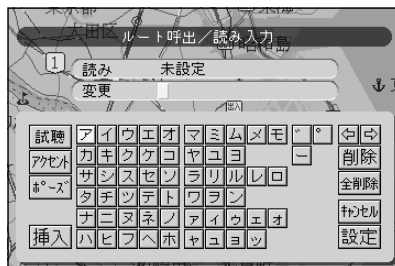 大田区
ルート呼出／読み入力
1
読み 未設定
変更
出入
試聴 ア イ ウ エ オ マ ミ ム メ モ ゛ ゜ ⇦ ⇨
アクセント カ キ ク ケ コ ヤ ユ ヨ ー 削除
ポーズ サ シ ス セ ソ ラ リ ル レ ロ 全削除
タ チ ツ テ ト ワ ヲ ン
ナ ニ ヌ ネ ノ ァ ィ ゥ ェ ォ キャンセル
挿入 ハ ヒ フ ヘ ホ ャ ュ ョ ッ 設定